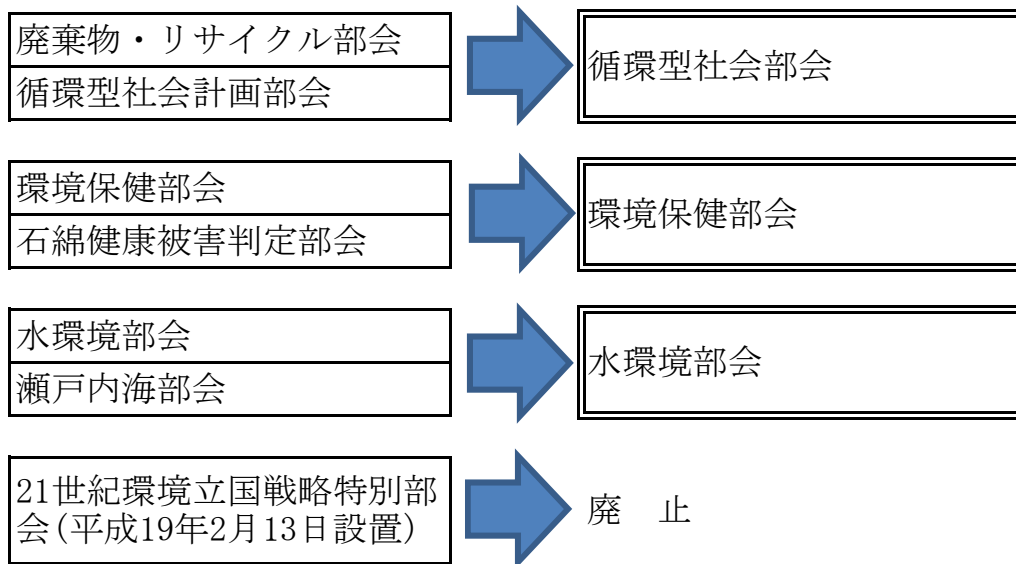 廃棄物・リサイクル部会
循環型社会計画部会
循環型社会部会
環境保健部会
石綿健康被害判定部会
環境保健部会
水環境部会
瀬戸内海部会
水環境部会
21世紀環境立国戦略特別部
会(平成19年2月13日設置)
廃　止